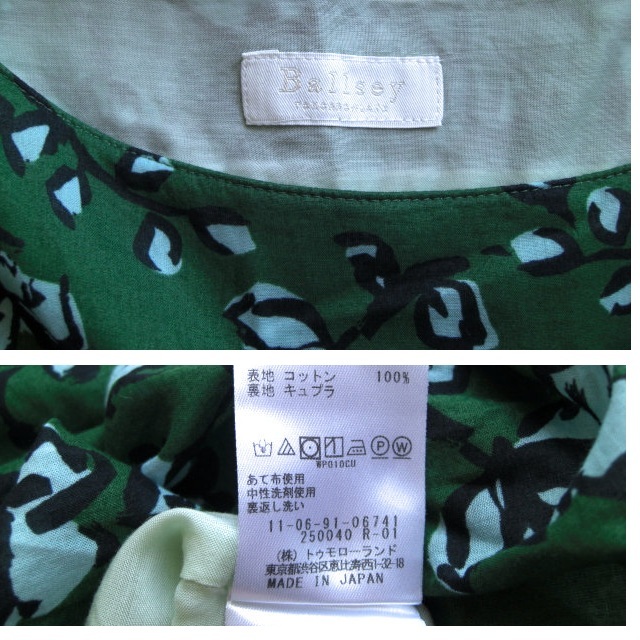 Ballsey
TOMORROWLAND
表地 コットン 100%
裏地 キュプラ
WP010CU
P W
あて布使用
中性洗剤使用
裏返し洗い
11-06-91-06741
250040 R-01
(株) トゥモローランド
東京都渋谷区恵比寿西1-32-18
MADE IN JAPAN